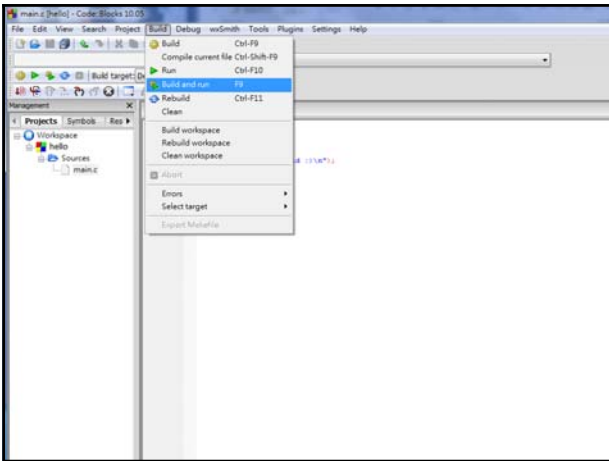 main.c [hello] - Code::Blocks 10.05
File Edit View Search Project Build Debug wxSmith Tools Plugins Settings Help
Build Ctrl-F9
Compile current file Ctrl-Shift-F9
Run Ctrl-F10
Build and run F9
Rebuild Ctrl-F11
Clean
Build workspace
Rebuild workspace
Clean workspace
Abort
Errors
Select target
Export Makefile
Build target:
Management
Projects Symbols Res
Workspace
hello
Sources
main.c
\n");